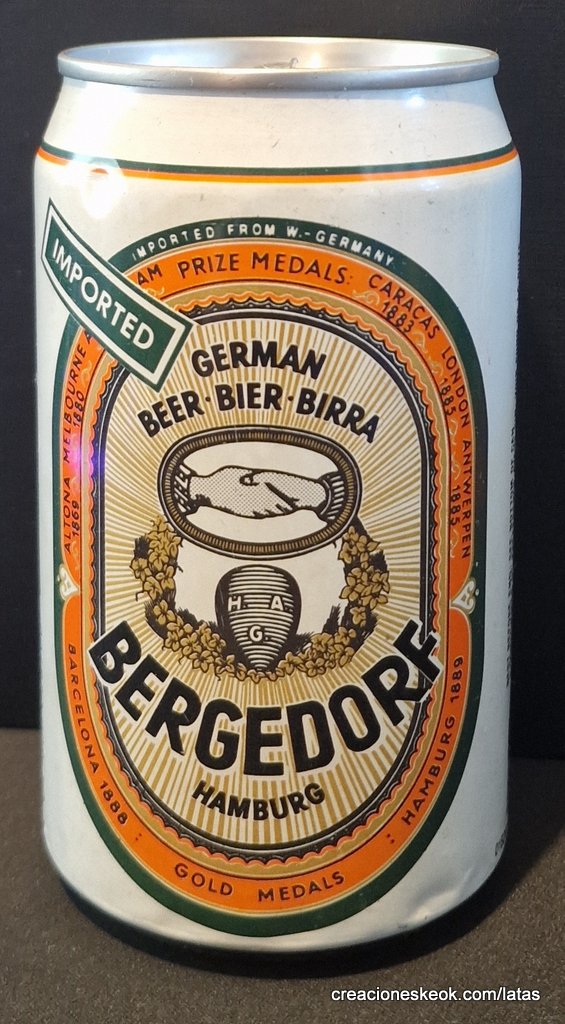 IMPORTED FROM W.-GERMANY
IMPORTED
AM PRIZE MEDALS: CARACAS LONDON ANTWERPEN
1883 1885 1885
ALTONA MELBOURNE
1869 1880
GERMAN
BEER·BIER·BIRRA
H. A.
G.
BERGEDORF
HAMBURG
BARCELONA 1888 : GOLD MEDALS : HAMBURG 1889
creacioneskeok.com/latas